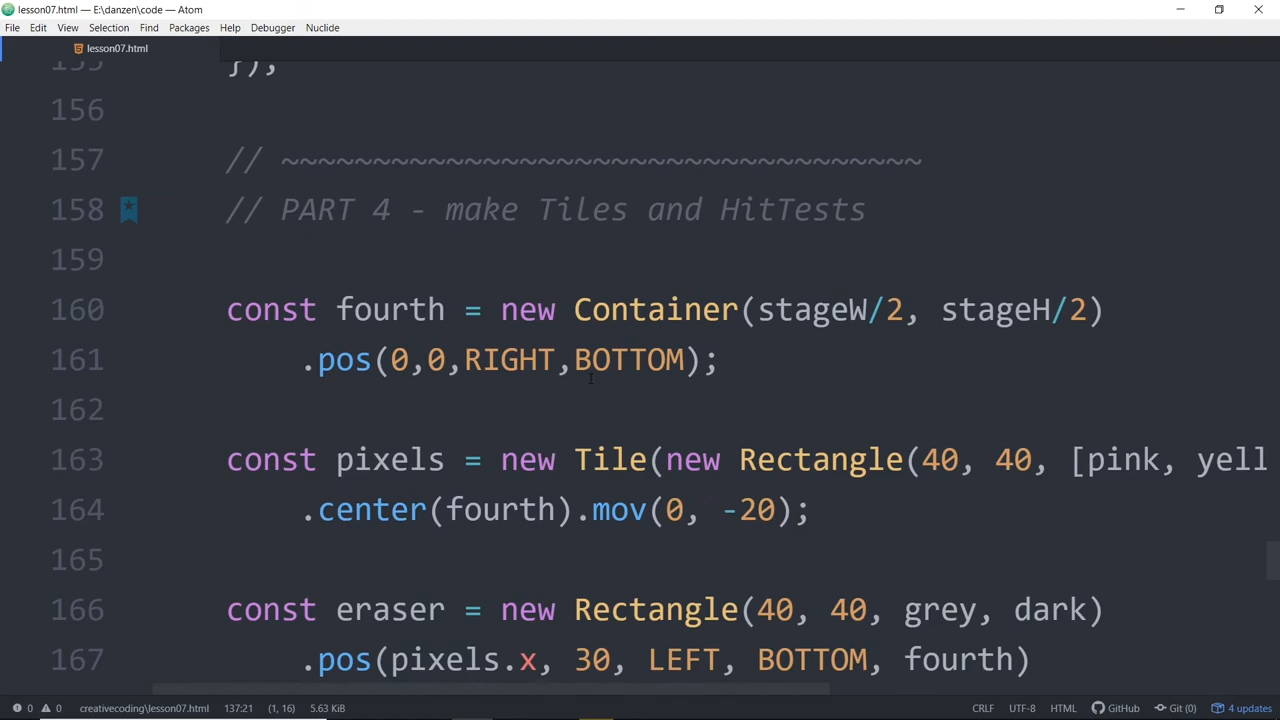 lesson07.html — E:\danzen\code — Atom
File Edit View Selection Find Packages Help Debugger Nuclide
lesson07.html
155 });
156
157 // ~~~~~~~~~~~~~~~~~~~~~~~~~~~~~~~~~~~
158 // PART 4 - make Tiles and HitTests
159
160 const fourth = new Container(stageW/2, stageH/2)
161 .pos(0,0,RIGHT,BOTTOM);
162
163 const pixels = new Tile(new Rectangle(40, 40, [pink, yell
164 .center(fourth).mov(0, -20);
165
166 const eraser = new Rectangle(40, 40, grey, dark)
167 .pos(pixels.x, 30, LEFT, BOTTOM, fourth)
0 0 creativecoding\lesson07.html 137:21 (1, 16) 5.63 KiB CRLF UTF-8 HTML GitHub Git (0) 4 updates